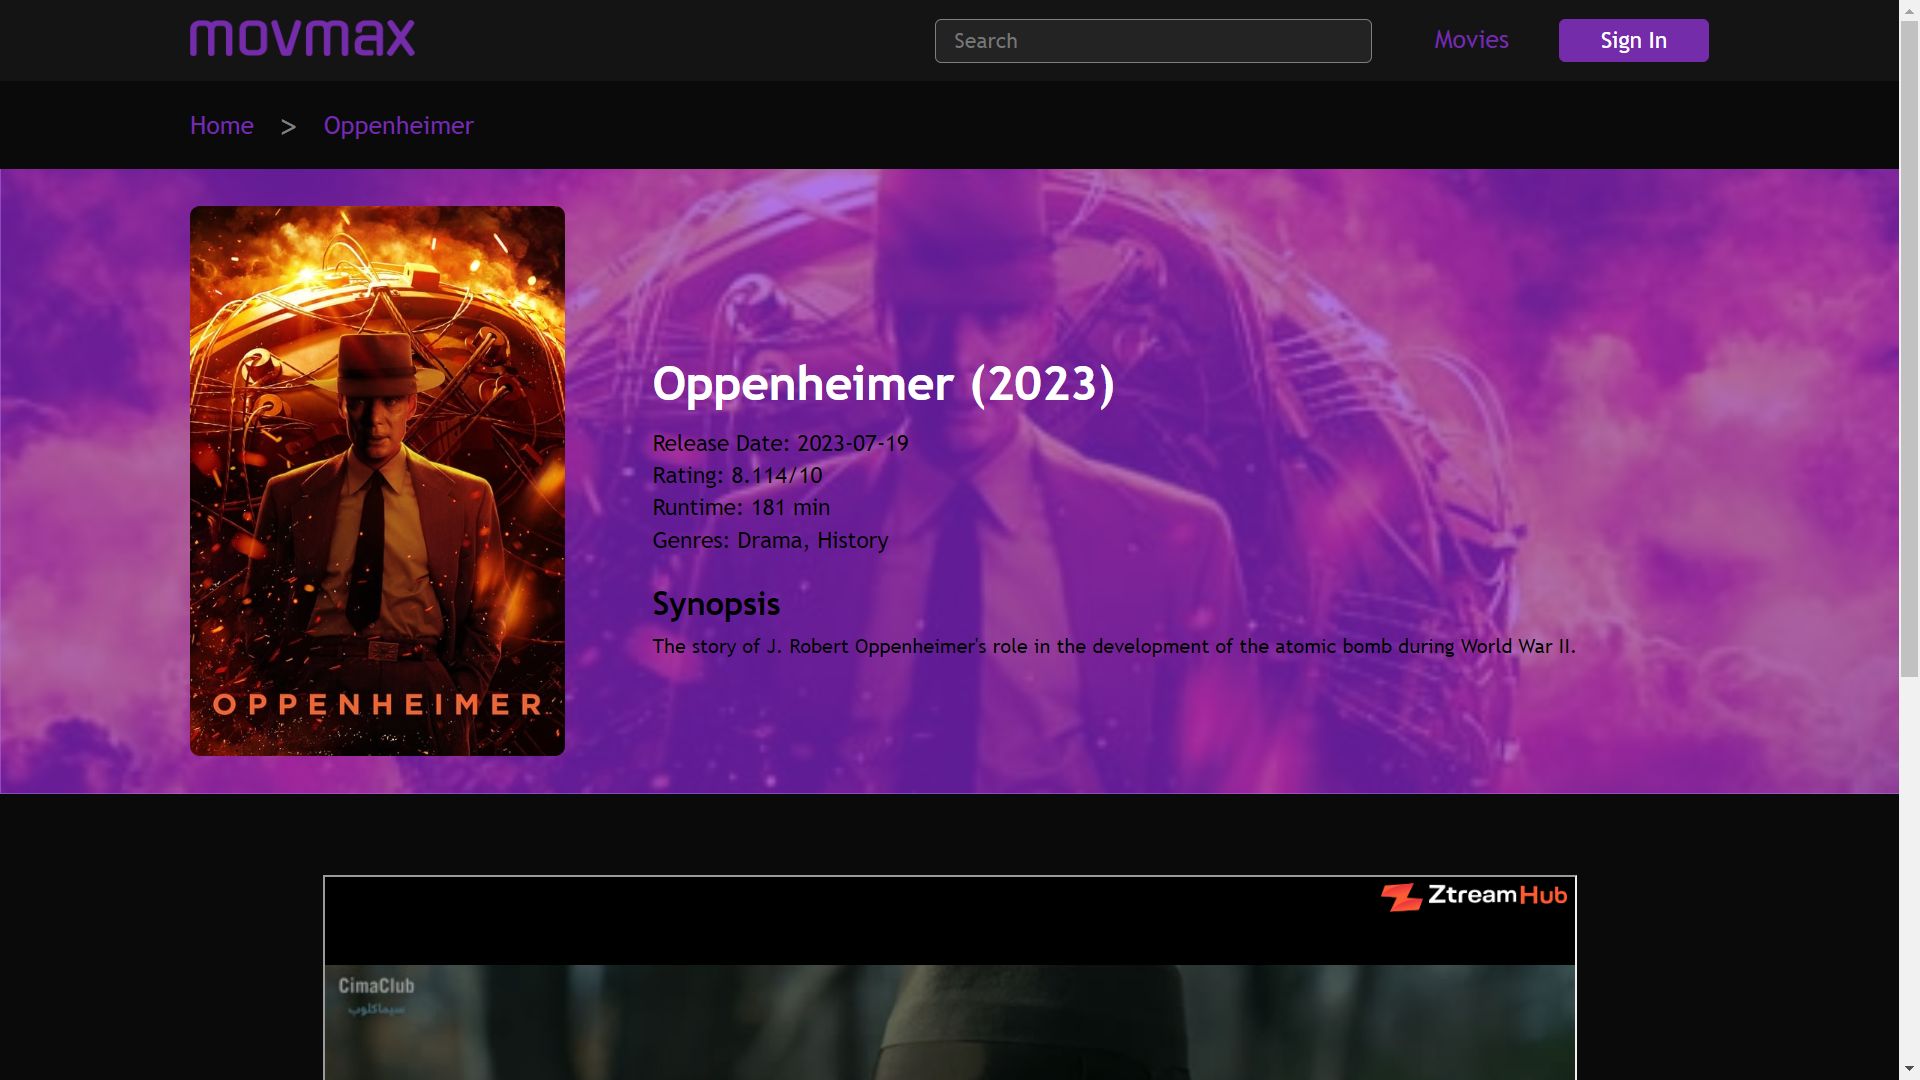 movmax
Search
Movies
Sign In
Home > Oppenheimer
OPPENHEIMER
Oppenheimer (2023)
Release Date: 2023-07-19
Rating: 8.114/10
Runtime: 181 min
Genres: Drama, History
Synopsis
The story of J. Robert Oppenheimer's role in the development of the atomic bomb during World War II.
ZtreamHub
CimaClub
سيماكلوب